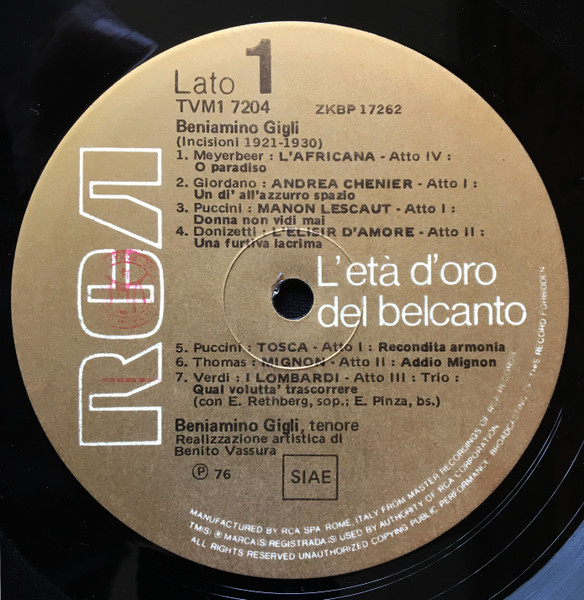 RCA
Lato 1
TVM1 7204 ZKBP 17262
Beniamino Gigli
(Incisioni 1921-1930)
1. Meyerbeer : L'AFRICANA - Atto IV :
O paradiso
2. Giordano : ANDREA CHENIER - Atto I :
Un di' all'azzurro spazio
3. Puccini : MANON LESCAUT - Atto I :
Donna non vidi mai
4. Donizetti : L'ELISIR D'AMORE - Atto II :
Una furtiva lacrima
L'età d'oro
del belcanto
5. Puccini : TOSCA - Atto I : Recondita armonia
6. Thomas : MIGNON - Atto II : Addio Mignon
7. Verdi : I LOMBARDI - Atto III : Trio :
Qual volutta' trascorrere
(con E. Rethberg, sop.; E. Pinza, bs.)
Beniamino Gigli, tenore
Realizzazione artistica di
Benito Vassura
Ⓟ 76 SIAE
MANUFACTURED BY RCA SPA ROME, ITALY FROM MASTER RECORDINGS OF RCA RECORDS
TM(S) ® MARCA(S) REGISTRADA(S) USED BY AUTHORITY OF RCA CORPORATION.
ALL RIGHTS RESERVED UNAUTHORIZED COPYING PUBLIC PERFORMANCE BROADCASTING OF THIS RECORD FORBIDDEN